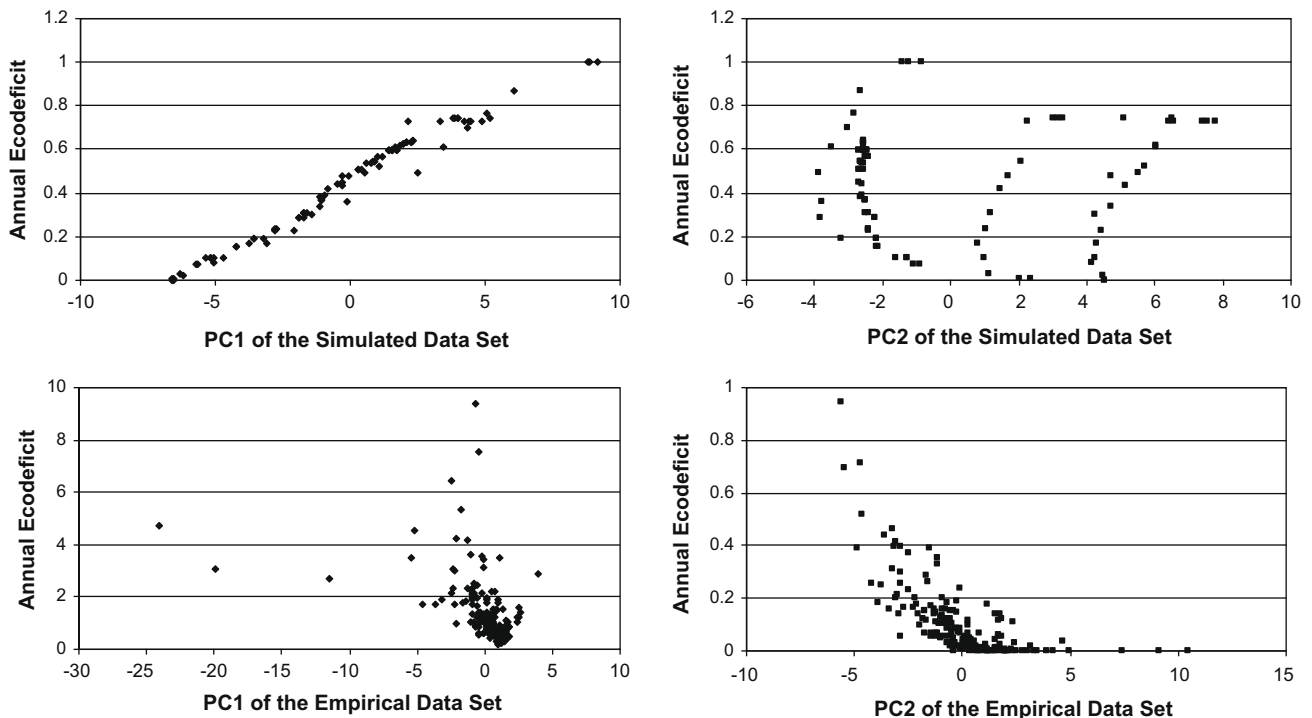 1.2
1
0.8
0.6
0.4
0.2
0
Annual Ecodeficit
-10 -5 0 5 10
PC1 of the Simulated Data Set
1.2
1
0.8
0.6
0.4
0.2
0
Annual Ecodeficit
-6 -4 -2 0 2 4 6 8 10
PC2 of the Simulated Data Set
10
8
6
4
2
0
Annual Ecodeficit
-30 -25 -20 -15 -10 -5 0 5 10
PC1 of the Empirical Data Set
1
0.8
0.6
0.4
0.2
0
Annual Ecodeficit
-10 -5 0 5 10 15
PC2 of the Empirical Data Set